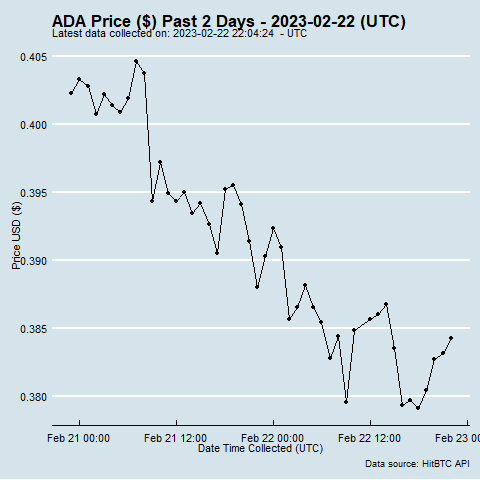 ADA Price ($) Past 2 Days - 2023-02-22 (UTC)
Latest data collected on: 2023-02-22 22:04:24 - UTC
0.405
0.400
0.395
0.390
0.385
0.380
Price USD ($)
Feb 21 00:00 Feb 21 12:00 Feb 22 00:00 Feb 22 12:00 Feb 23 00
Date Time Collected (UTC)
Data source: HitBTC API